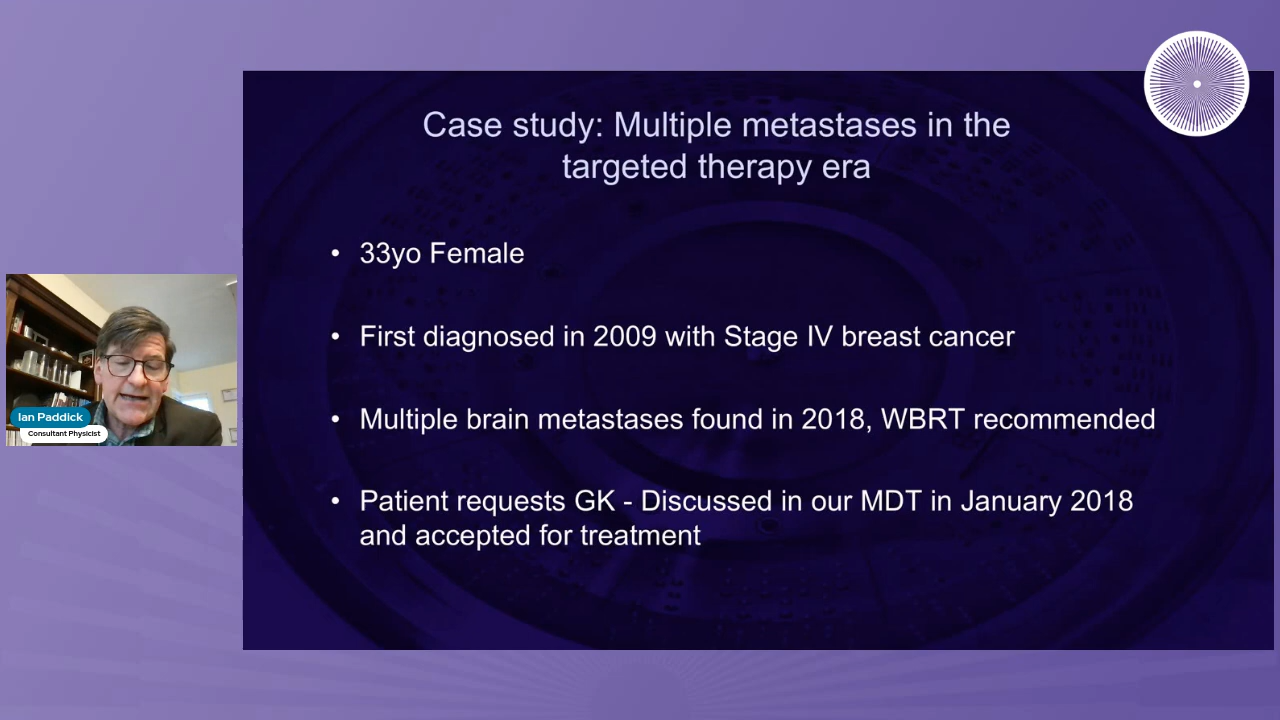 Case study: Multiple metastases in the
targeted therapy era
• 33yo Female
• First diagnosed in 2009 with Stage IV breast cancer
• Multiple brain metastases found in 2018, WBRT recommended
• Patient requests GK - Discussed in our MDT in January 2018
and accepted for treatment
Ian Paddick
Consultant Physicist